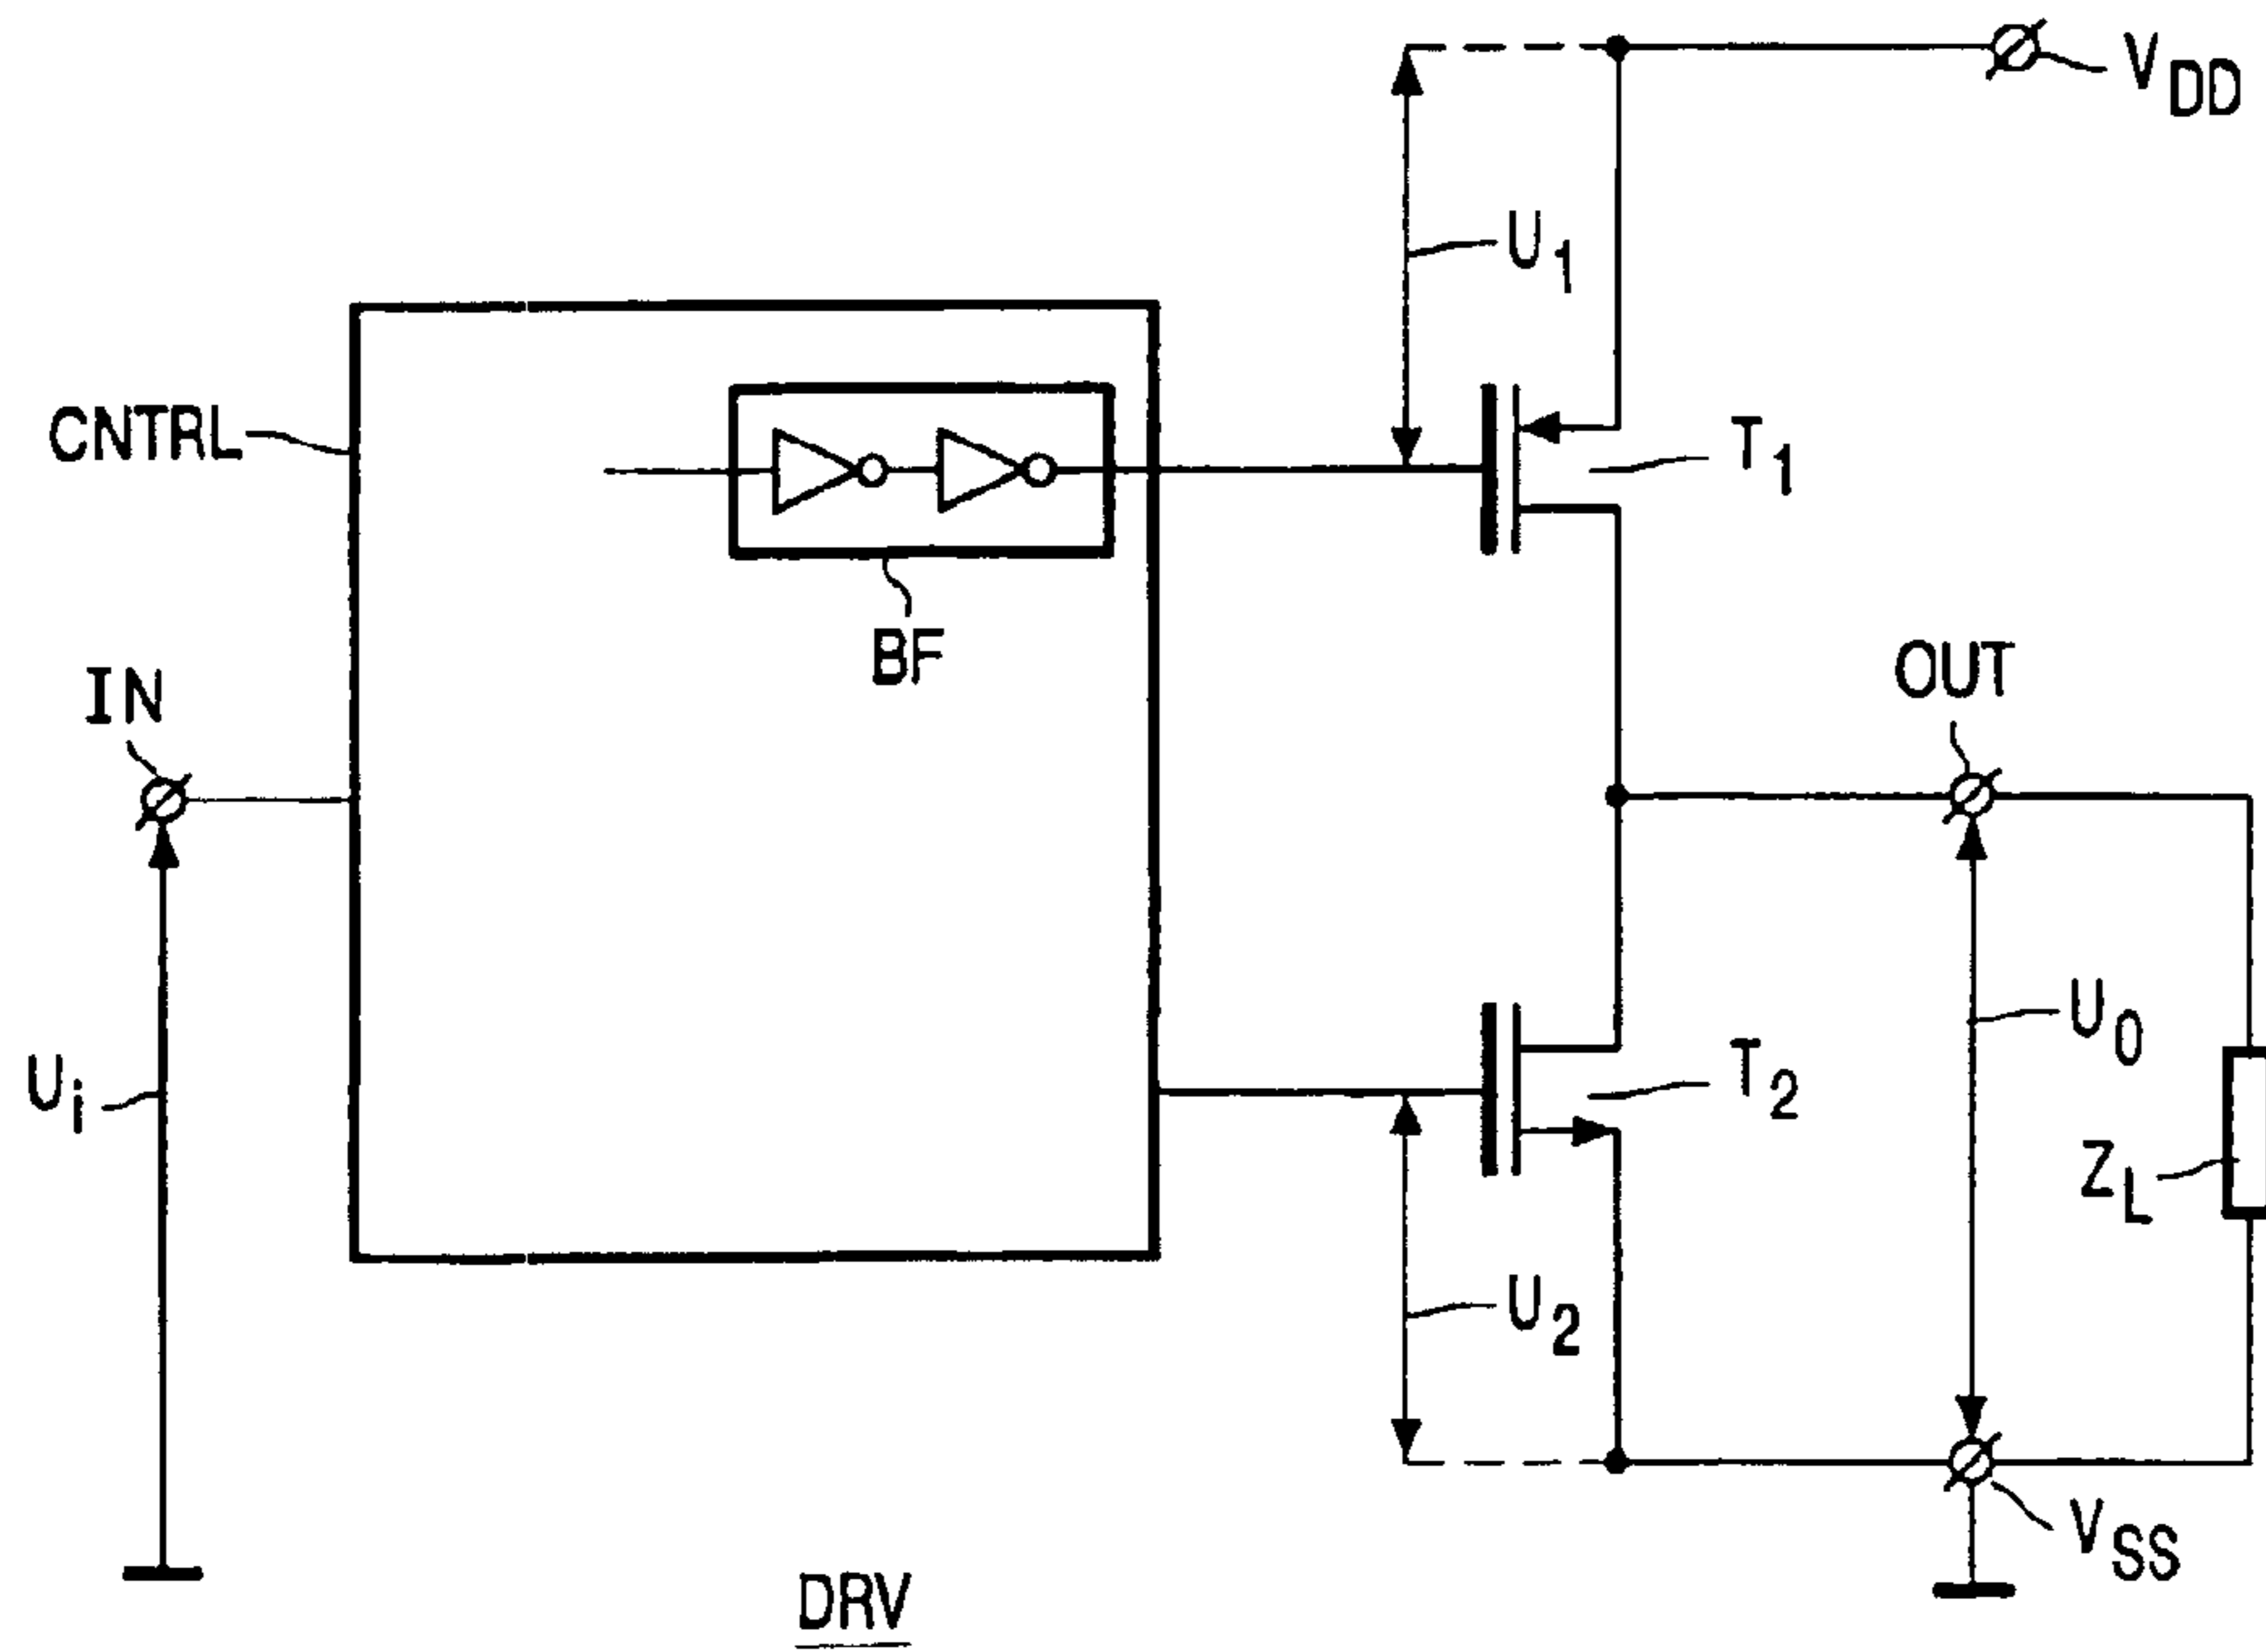 V_DD
U_1
CNTRL
T_1
BF
IN
OUT
U_i
U_0
T_2
Z_L
U_2
V_SS
DRV